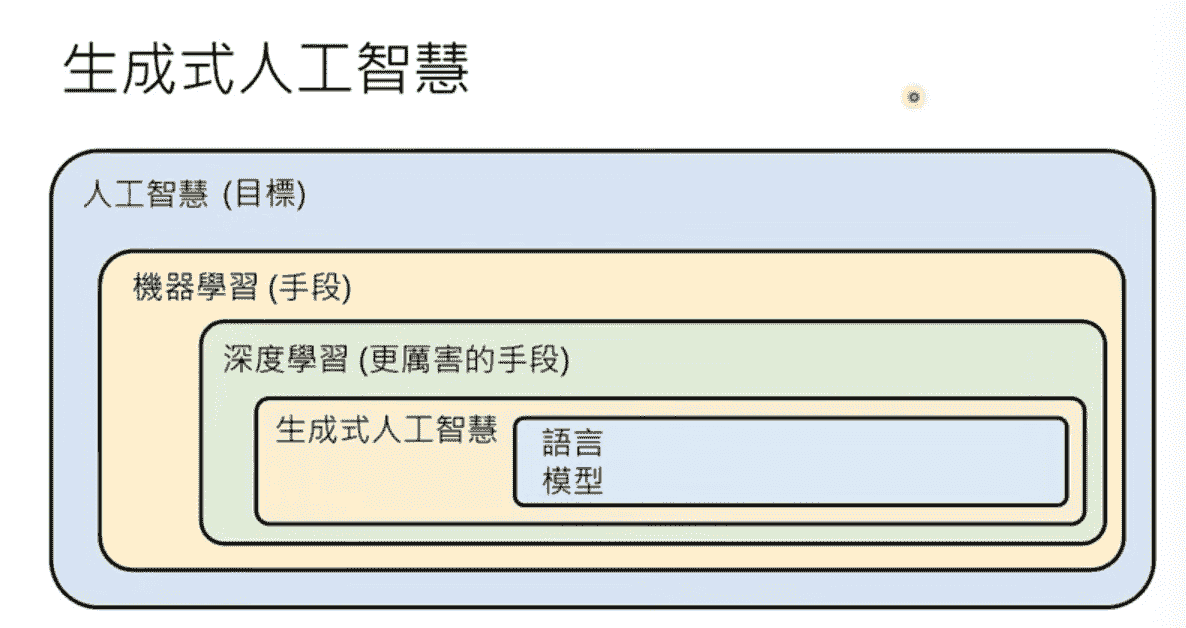 生成式人工智慧
人工智慧 (目標)
機器學習 (手段)
深度學習 (更厲害的手段)
生成式人工智慧
語言
模型